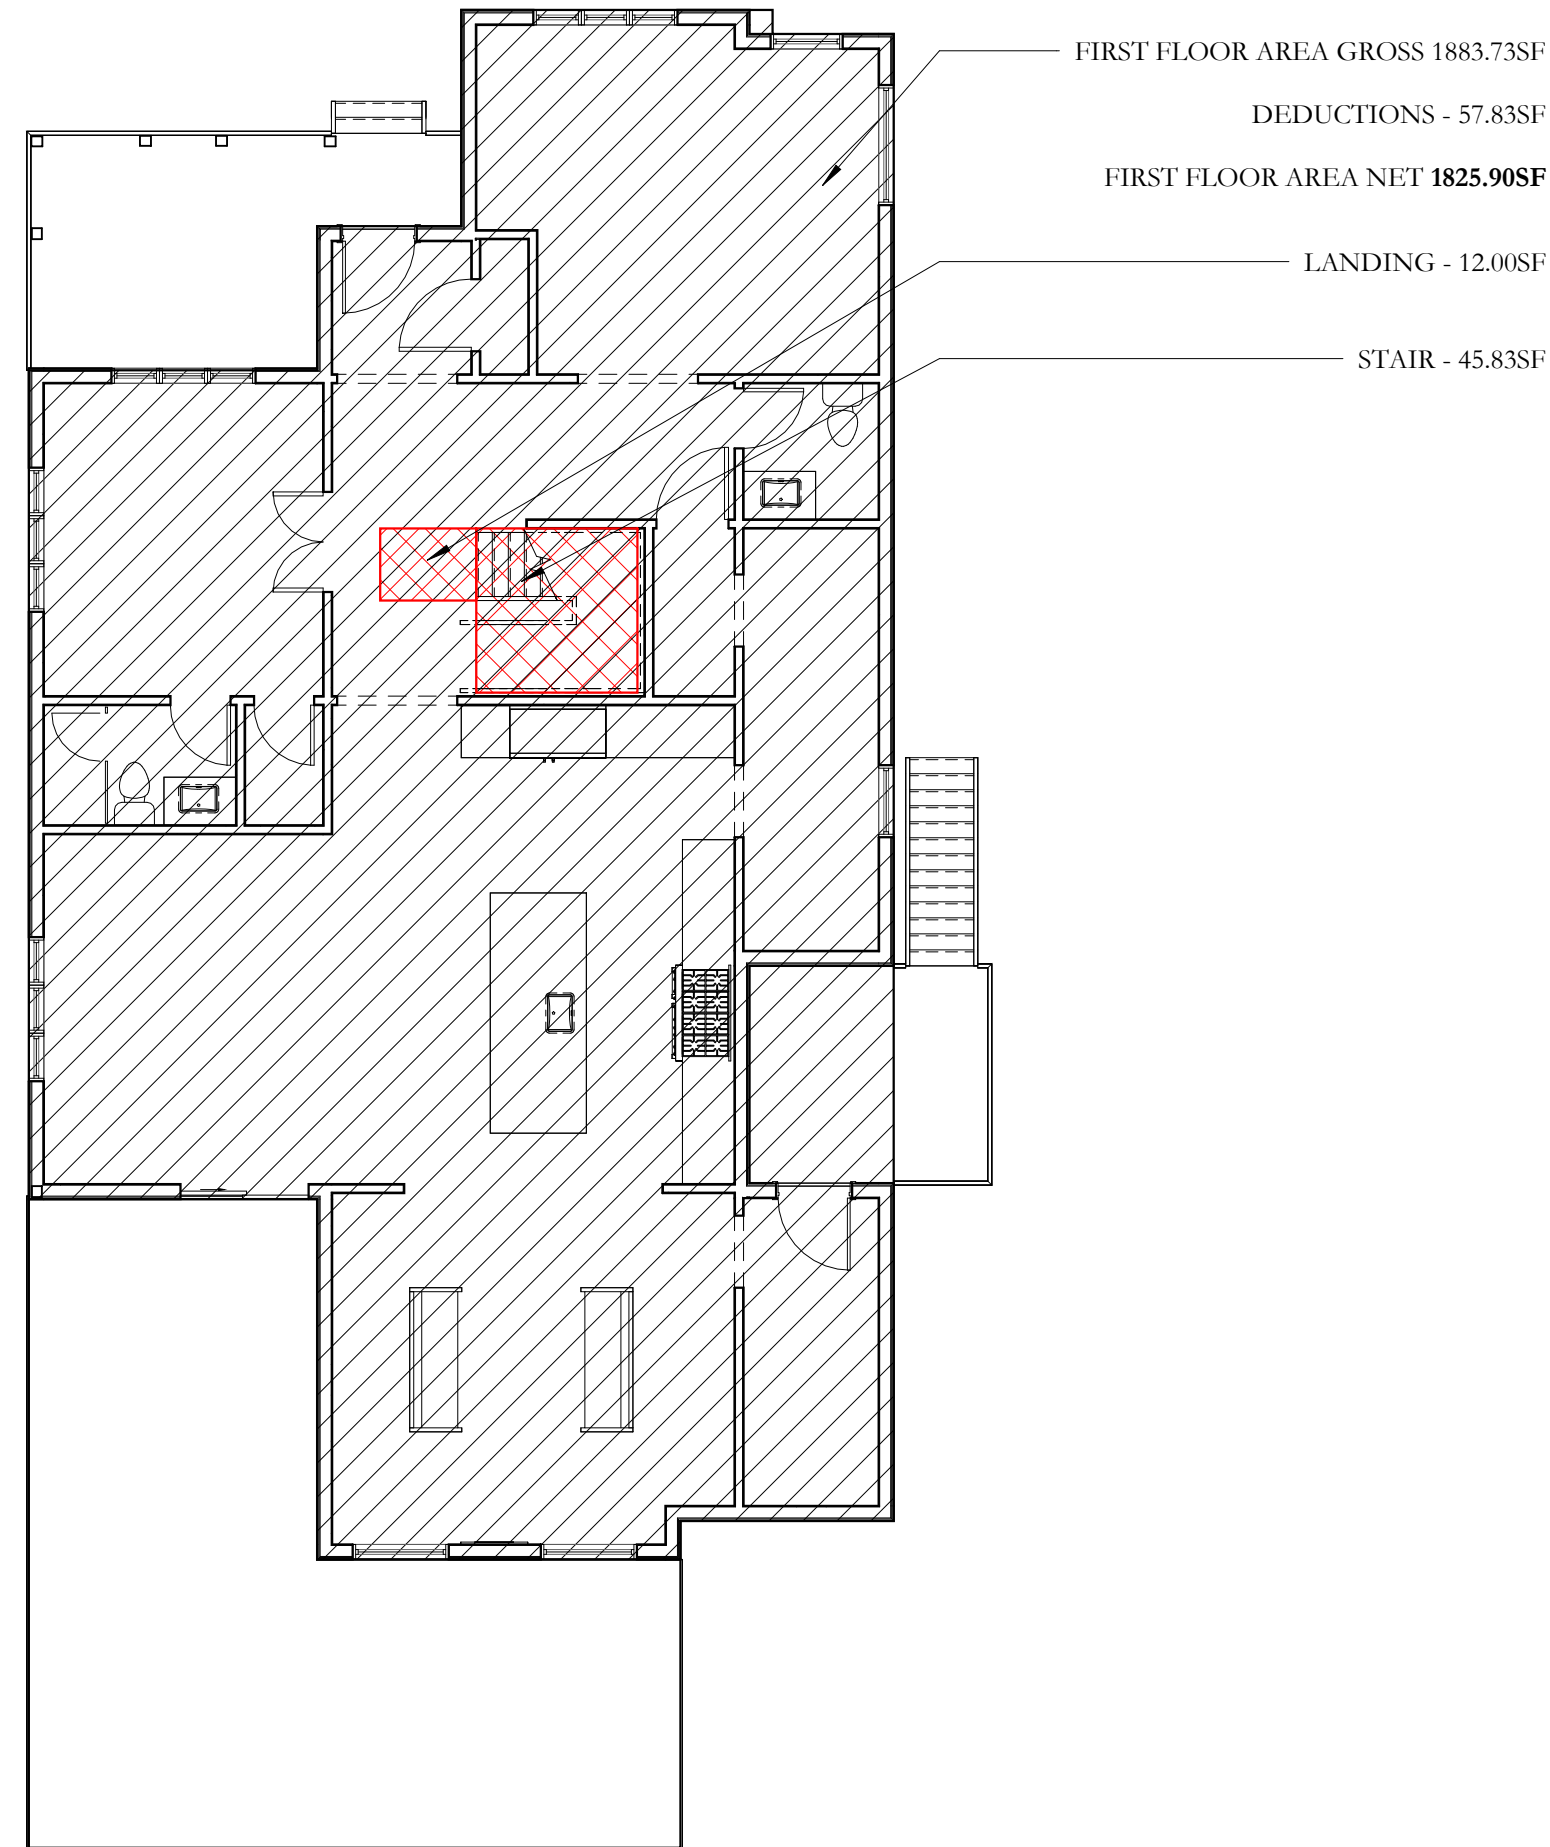 FIRST FLOOR AREA GROSS 1883.73SF
DEDUCTIONS - 57.83SF
FIRST FLOOR AREA NET 1825.90SF
LANDING - 12.00SF
STAIR - 45.83SF